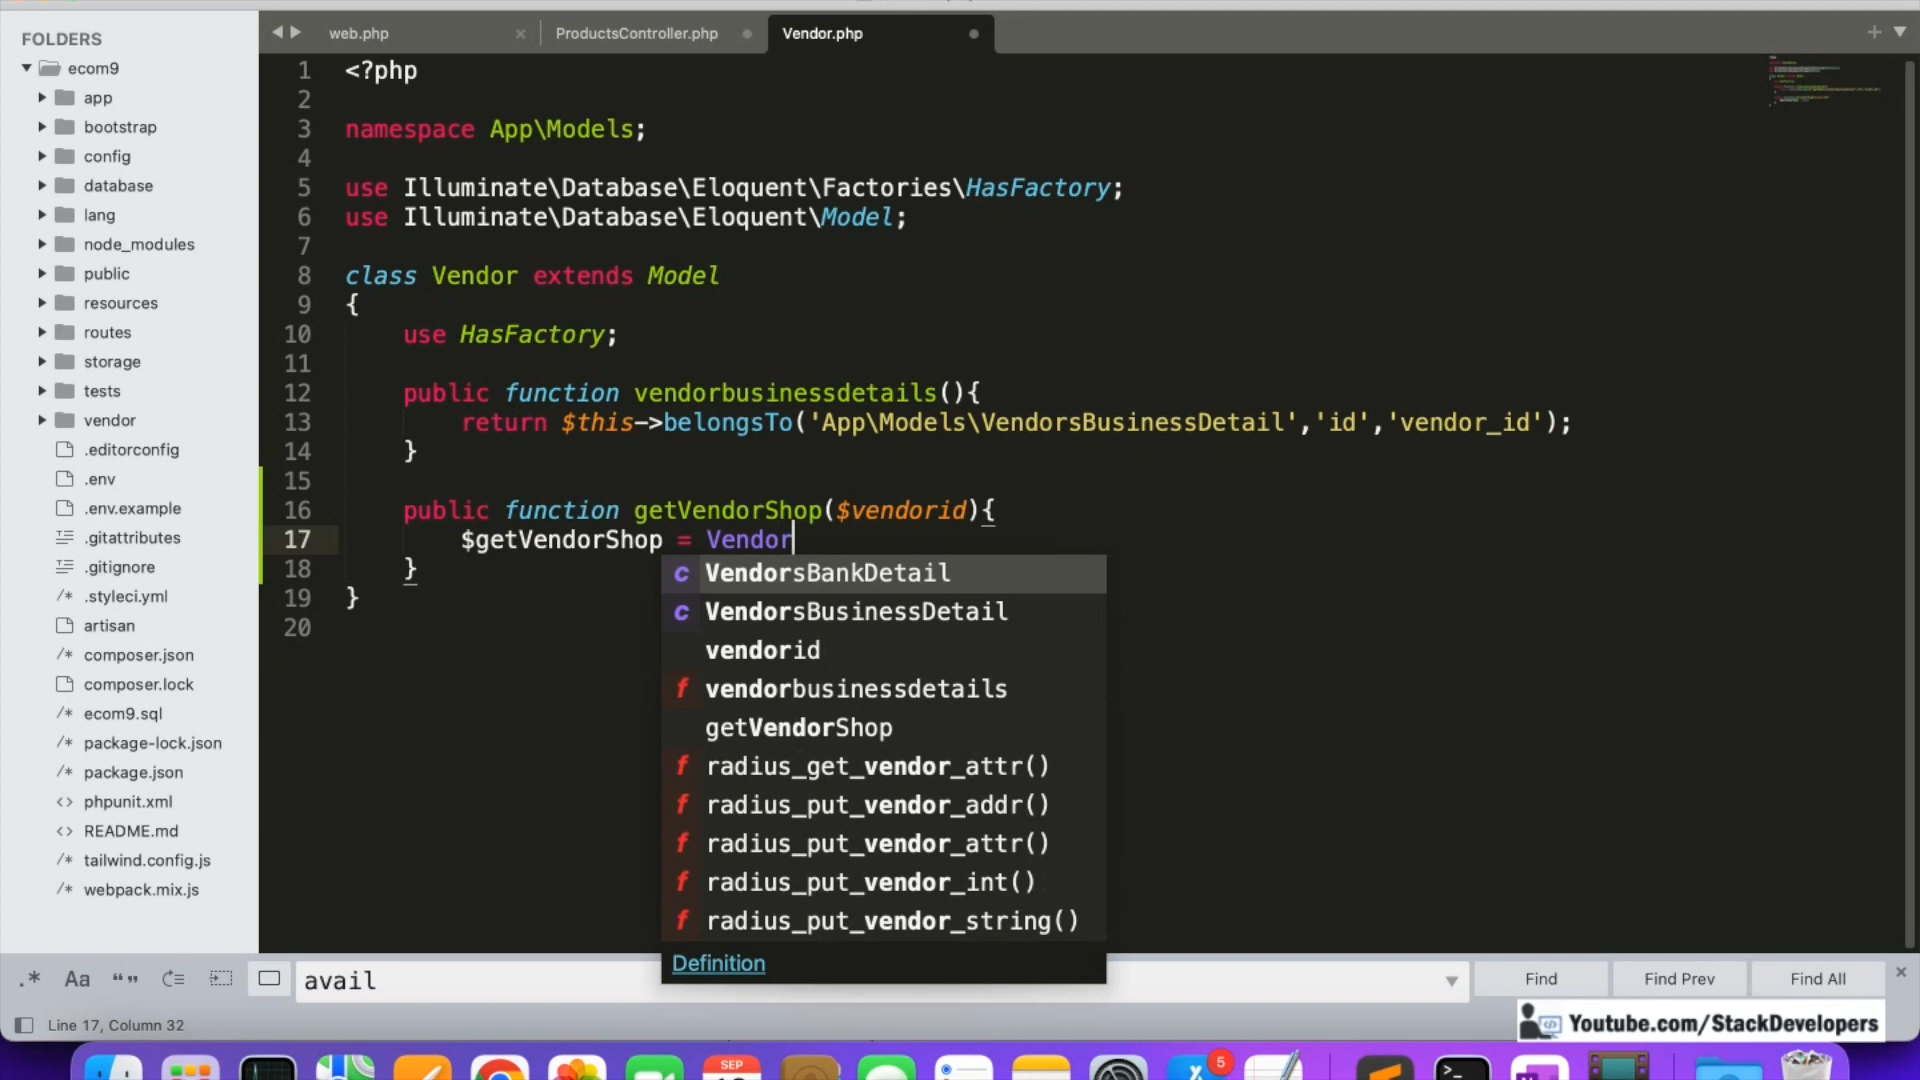 FOLDERS
ecom9
app
bootstrap
config
database
lang
node_modules
public
resources
routes
storage
tests
vendor
.editorconfig
.env
.env.example
.gitattributes
.gitignore
/* .styleci.yml
artisan
/* composer.json
composer.lock
/* ecom9.sql
/* package-lock.json
/* package.json
<> phpunit.xml
<> README.md
/* tailwind.config.js
/* webpack.mix.js
web.php
ProductsController.php
Vendor.php
1 <?php
2
3 namespace App\Models;
4
5 use Illuminate\Database\Eloquent\Factories\HasFactory;
6 use Illuminate\Database\Eloquent\Model;
7
8 class Vendor extends Model
9 {
10 use HasFactory;
11
12 public function vendorbusinessdetails(){
13 return $this->belongsTo('App\Models\VendorsBusinessDetail','id','vendor_id');
14 }
15
16 public function getVendorShop($vendorid){
17 $getVendorShop = Vendor
18 }
19 }
20
c VendorsBankDetail
c VendorsBusinessDetail
vendorid
f vendorbusinessdetails
getVendorShop
f radius_get_vendor_attr()
f radius_put_vendor_addr()
f radius_put_vendor_attr()
f radius_put_vendor_int()
f radius_put_vendor_string()
Definition
.* Aa “” avail Find Find Prev Find All
Line 17, Column 32
Youtube.com/StackDevelopers
SEP
5